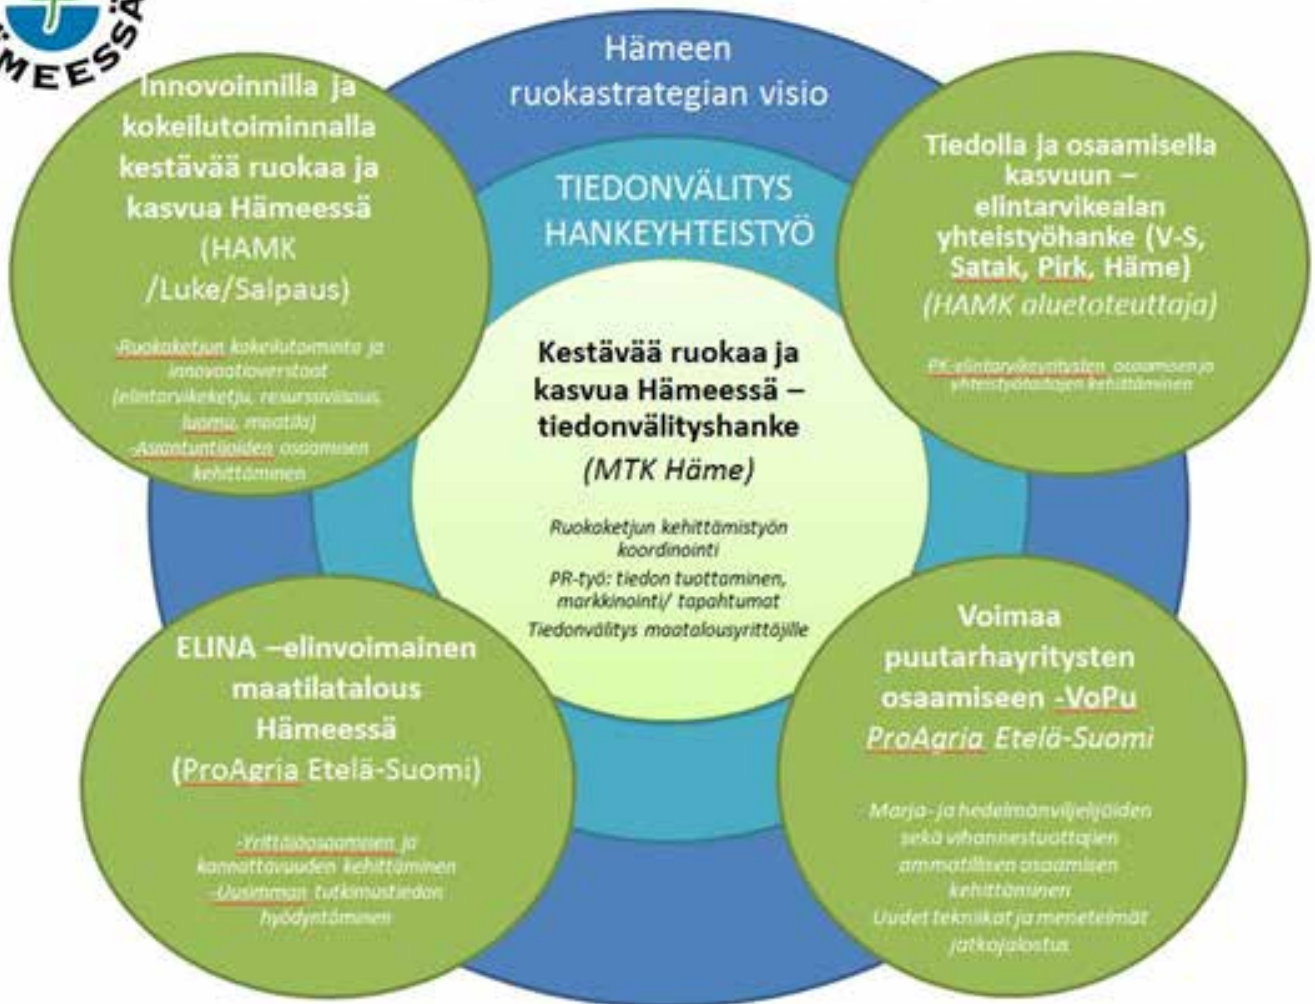 MEESSÄ
Hämeen
ruokastrategian visio
TIEDONVÄLITYS
HANKEYHTEISTYÖ
Innovoinnilla ja
kokeilutoiminnalla
kestävää ruokaa ja
kasvua Hämeessä
(HAMK
/Luke/Salpaus)
-Ruokaketjun kokeilutoiminta ja
innovaatioverstaat
(elintarvikeketju, resurssiviisaus,
luomu, maatila)
-Asiantuntijoiden osaamisen
kehittäminen
Tiedolla ja osaamisella
kasvuun –
elintarvikealan
yhteistyöhanke (V-S,
Satak, Pirk, Häme)
(HAMK aluetoteuttaja)
PK-elintarvikeyritysten osaamisen ja
yhteistyötaitojen kehittäminen
Kestävää ruokaa ja
kasvua Hämeessä –
tiedonvälityshanke
(MTK Häme)
Ruokaketjun kehittämistyön
koordinointi
PR-työ: tiedon tuottaminen,
markkinointi/ tapahtumat
Tiedonvälitys maatalousyrittäjille
ELINA –elinvoimainen
maatilatalous
Hämeessä
(ProAgria Etelä-Suomi)
-Yrittäjäosaamisen ja
kannattavuuden kehittäminen
-Uusimman tutkimustiedon
hyödyntäminen
Voimaa
puutarhayritysten
osaamiseen -VoPu
ProAgria Etelä-Suomi
Marja- ja hedelmänviljelijöiden
sekä vihannestuottajien
ammatillisen osaamisen
kehittäminen
Uudet tekniikat ja menetelmät
jatkojalostus